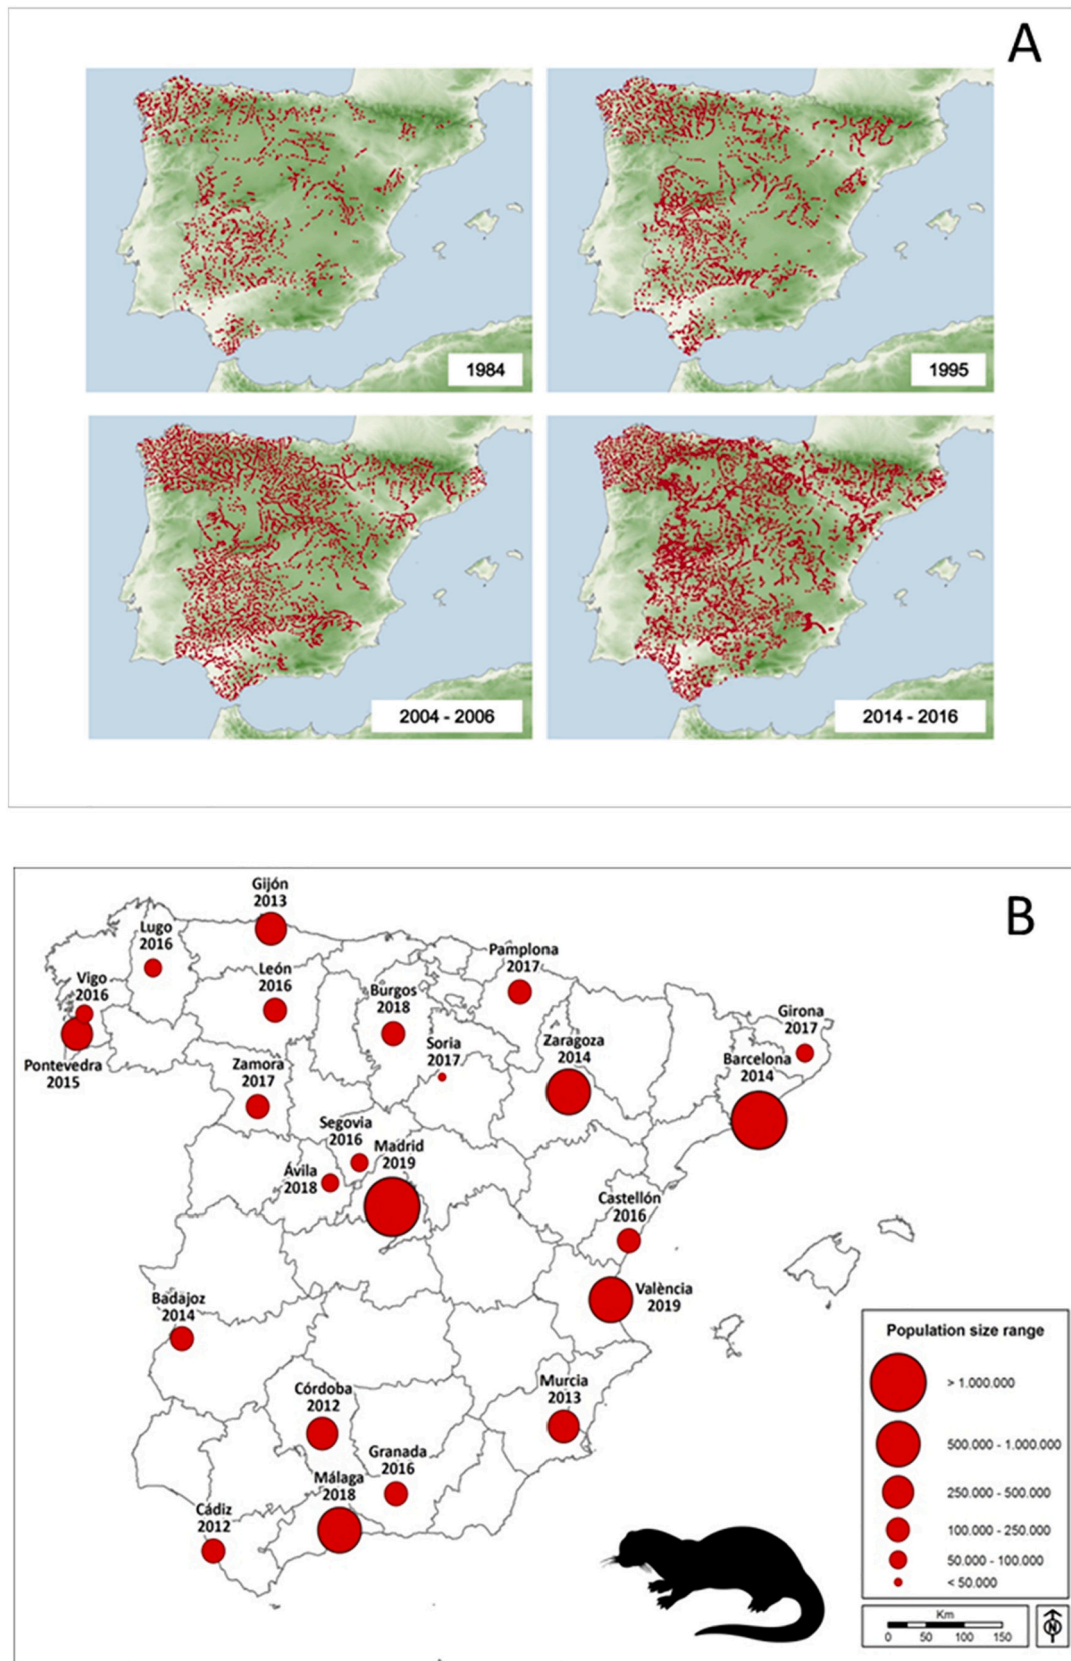 A
1984
1995
2004 - 2006
2014 - 2016
B
Gijón
2013
Lugo
2016
Vigo
2016
Pontevedra
2015
León
2016
Burgos
2018
Pamplona
2017
Soria
2017
Zaragoza
2014
Girona
2017
Barcelona
2014
Zamora
2017
Segovia
2016
Madrid
2019
Ávila
2018
Castellón
2016
València
2019
Badajoz
2014
Murcia
2013
Córdoba
2012
Granada
2016
Málaga
2018
Cádiz
2012
Population size range
> 1.000.000
500.000 - 1.000.000
250.000 - 500.000
100.000 - 250.000
50.000 - 100.000
< 50.000
Km
0 50 100 150
N